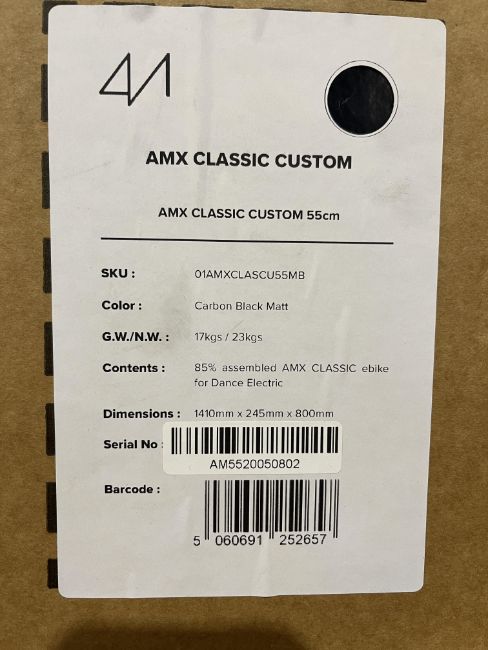 AMX CLASSIC CUSTOM
AMX CLASSIC CUSTOM 55cm
SKU : 01AMXCLASCU55MB
Color : Carbon Black Matt
G.W./N.W. : 17kgs / 23kgs
Contents : 85% assembled AMX CLASSIC ebike
for Dance Electric
Dimensions : 1410mm x 245mm x 800mm
Serial No :
AM5520050802
Barcode :
5 060691 252657